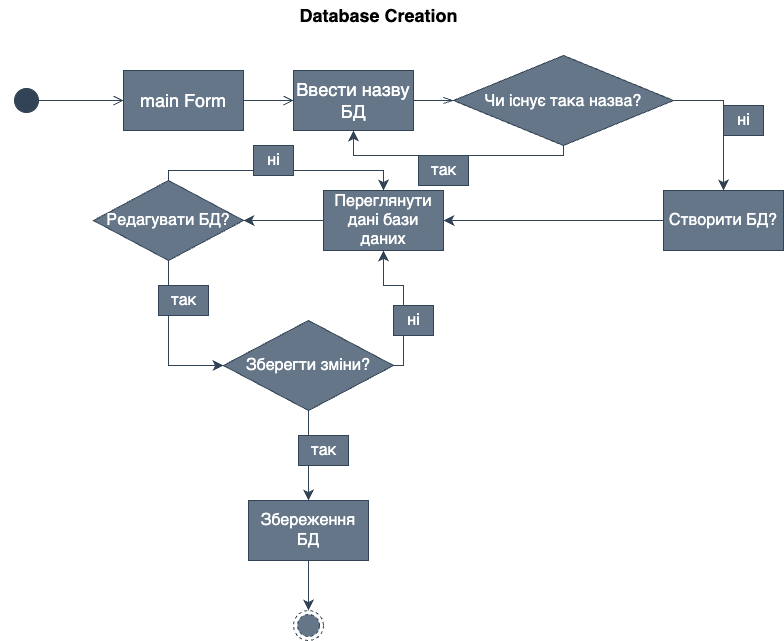 Database Creation
main Form
Ввести назву
БД
Чи існує така назва?
ні
так
ні
Редагувати БД?
Переглянути
дані бази
даних
Створити БД?
так
ні
Зберегти зміни?
так
Збереження
БД